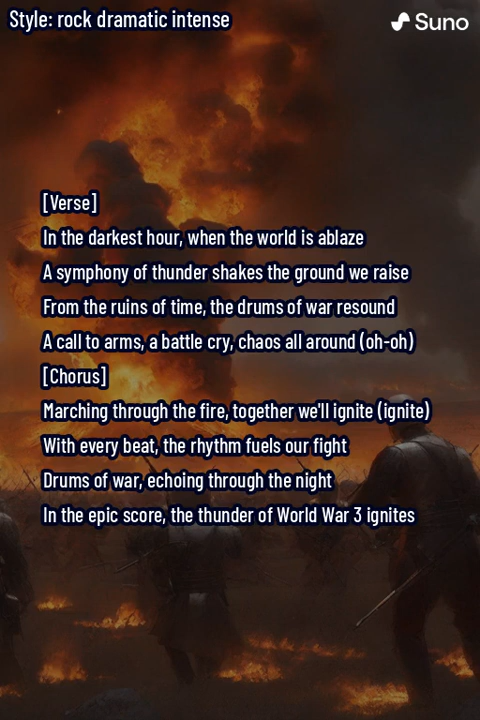 Style: rock dramatic intense
Suno
[Verse]
In the darkest hour, when the world is ablaze
A symphony of thunder shakes the ground we raise
From the ruins of time, the drums of war resound
A call to arms, a battle cry, chaos all around (oh-oh)
[Chorus]
Marching through the fire, together we'll ignite (ignite)
With every beat, the rhythm fuels our fight
Drums of war, echoing through the night
In the epic score, the thunder of World War 3 ignites